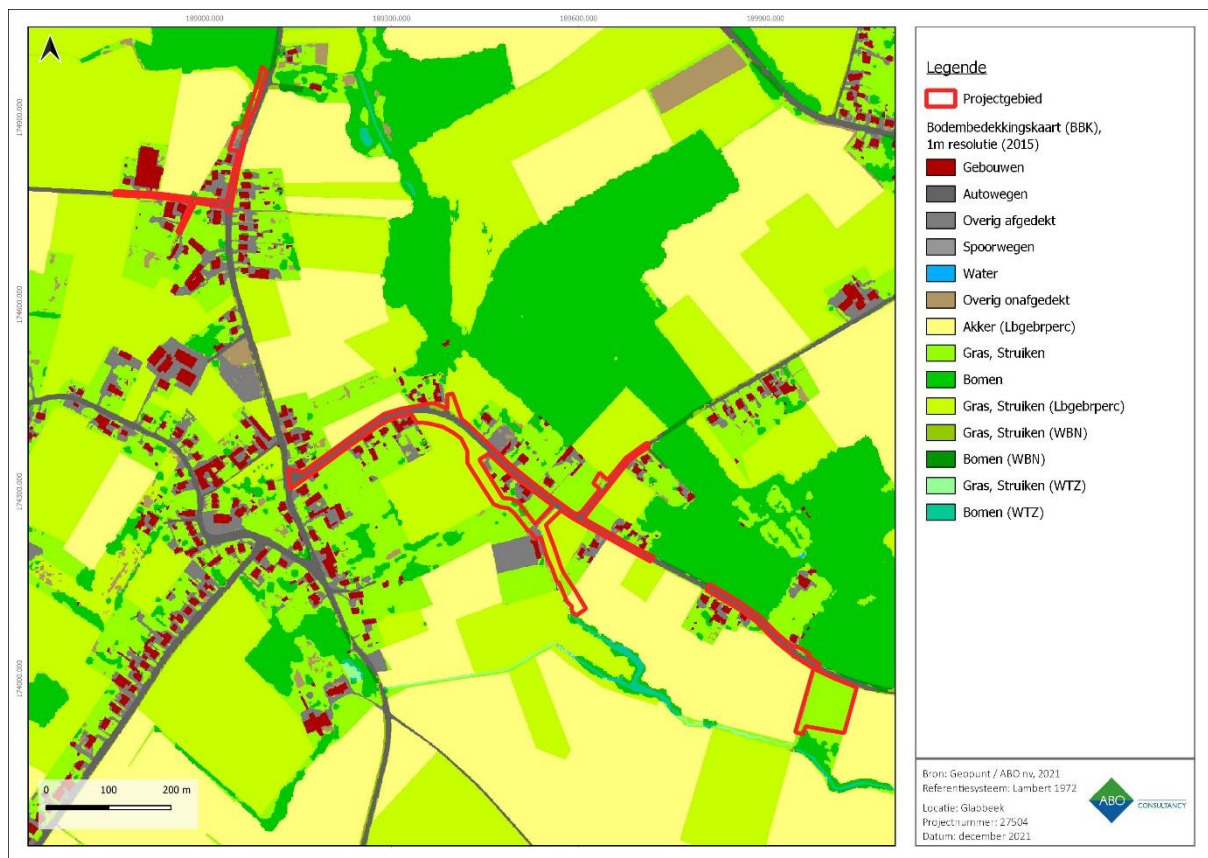 189000.000 189300.000 189600.000 189900.000
174900.000
174600.000
174300.000
174000.000
0 100 200 m
Legende
Projectgebied
Bodembedekkingskaart (BBK),
1m resolutie (2015)
Gebouwen
Autowegen
Overig afgedekt
Spoorwegen
Water
Overig onafgedekt
Akker (Lbgebrperc)
Gras, Struiken
Bomen
Gras, Struiken (Lbgebrperc)
Gras, Struiken (WBN)
Bomen (WBN)
Gras, Struiken (WTZ)
Bomen (WTZ)
Bron: Geopunt / ABO nv, 2021
Referentiesysteem: Lambert 1972
Locatie: Glabbeek
Projectnummer: 27504
Datum: december 2021
ABO CONSULTANCY